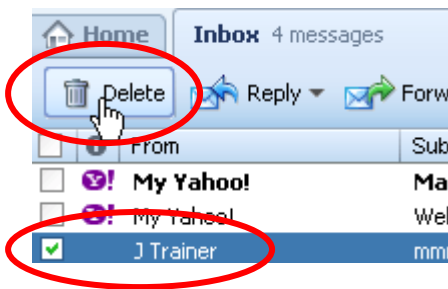 Home Inbox 4 messages
Delete Reply Forw
From Sub
Y! My Yahoo! Ma
Y! My Yahoo! Wel
J Trainer mm